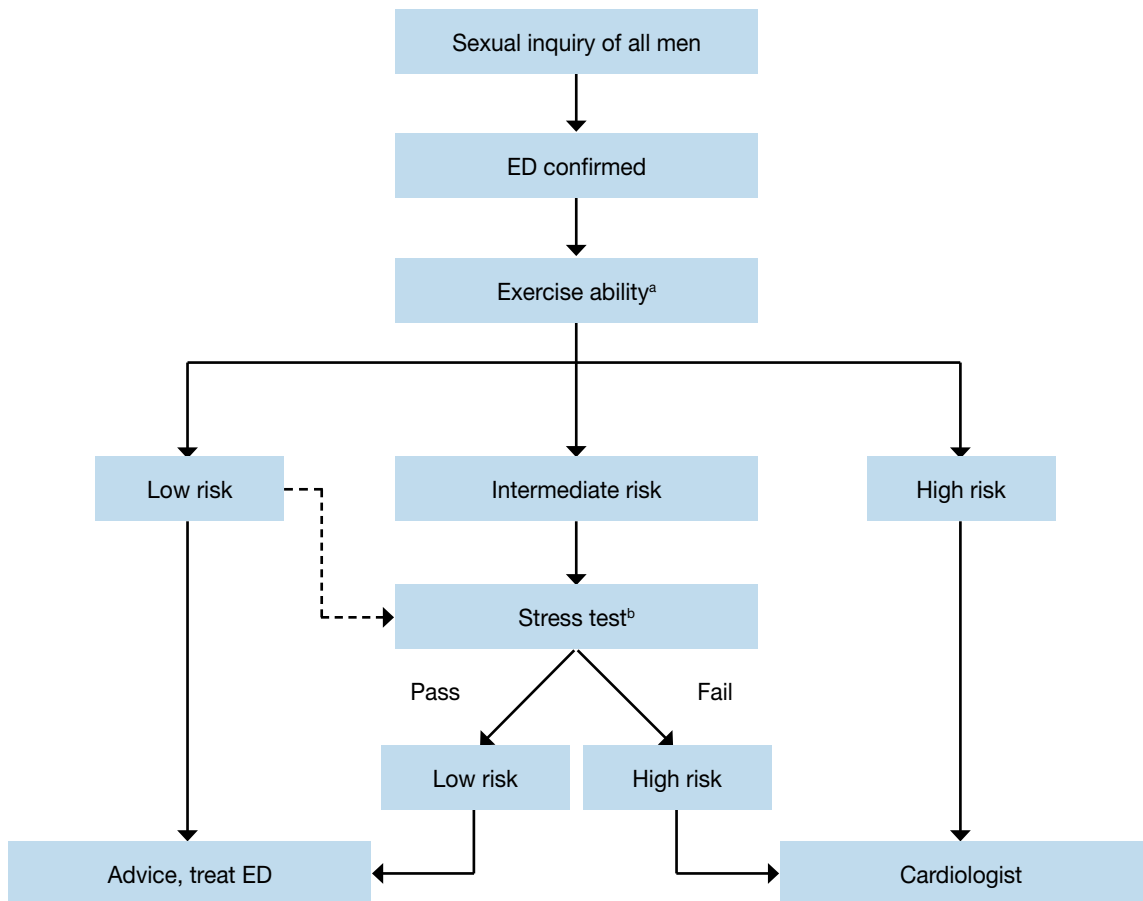 Sexual inquiry of all men
ED confirmed
Exercise abilityᵃ
Low risk
Intermediate risk
High risk
Stress testᵇ
Pass
Fail
Low risk
High risk
Advice, treat ED
Cardiologist